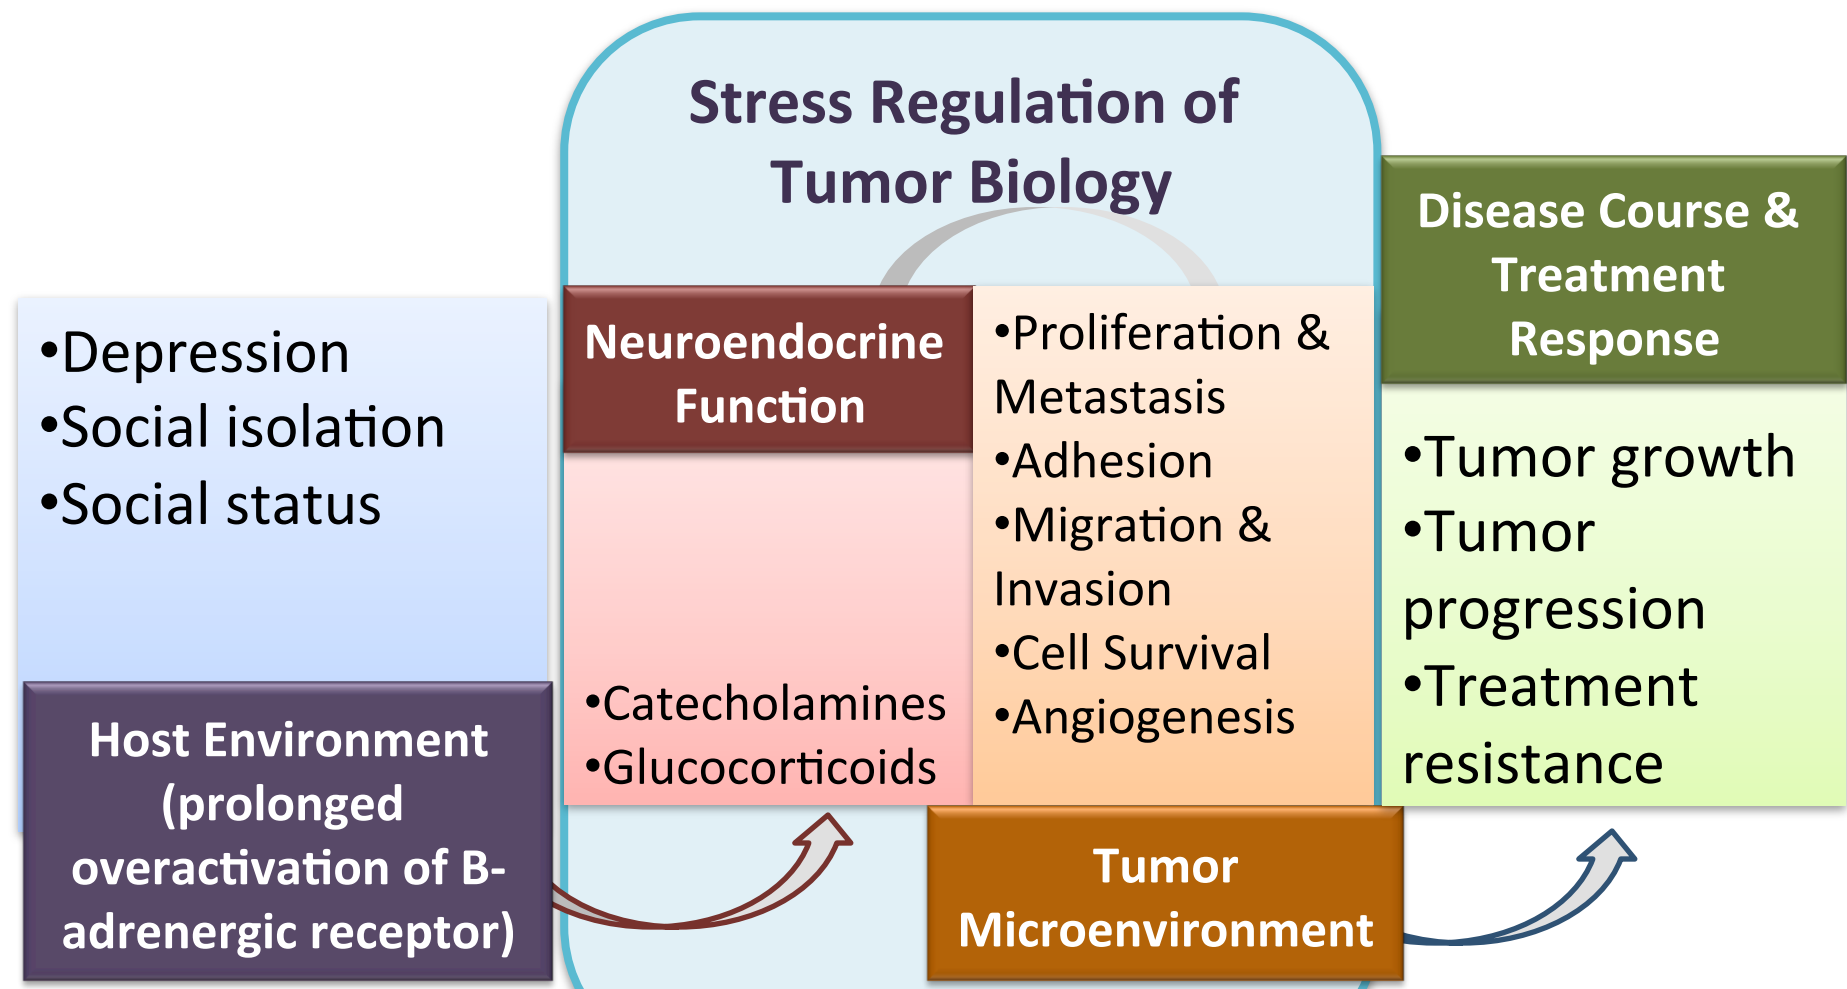 Stress Regulation of
Tumor Biology
•Depression
•Social isolation
•Social status
Host Environment
(prolonged
overactivation of B-
adrenergic receptor)
Neuroendocrine
Function
•Catecholamines
•Glucocorticoids
•Proliferation &
Metastasis
•Adhesion
•Migration &
Invasion
•Cell Survival
•Angiogenesis
Tumor
Microenvironment
Disease Course &
Treatment
Response
•Tumor growth
•Tumor
progression
•Treatment
resistance